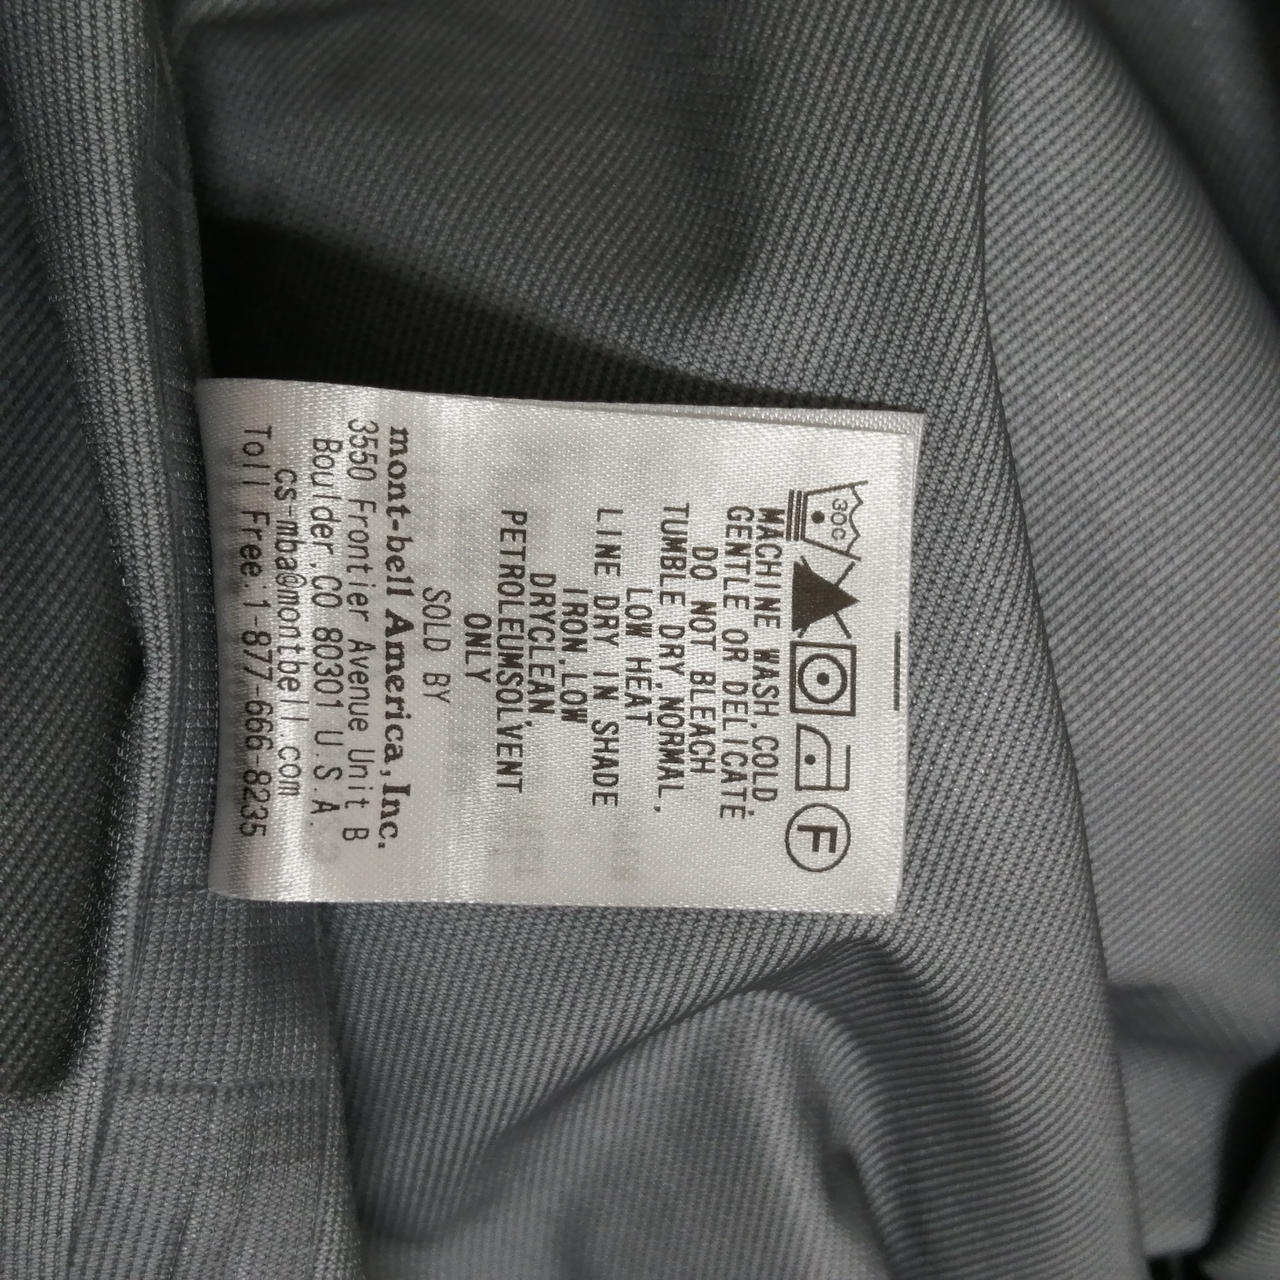 30C
F
MACHINE WASH,COLD,
GENTLE OR DELICATE
DO NOT BLEACH
TUMBLE DRY,NORMAL,
LOW HEAT
LINE DRY IN SHADE
IRON,LOW
DRYCLEAN,
PETROLEUMSOLVENT
ONLY
SOLD BY
mont-bell America,Inc.
3550 Frontier Avenue Unit B
Boulder,CO 80301 U.S.A.
cs-mba@montbell.com
Toll Free.1-877-666-8235